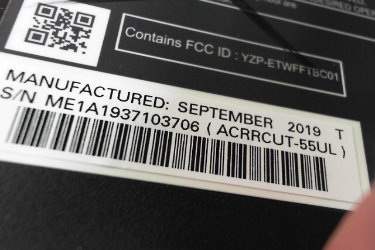 Contains FCC ID : YZP-ETWFFTBC01
MANUFACTURED: SEPTEMBER 2019 T
S/N ME1A1937103706 ( ACRRCUT-55UL )